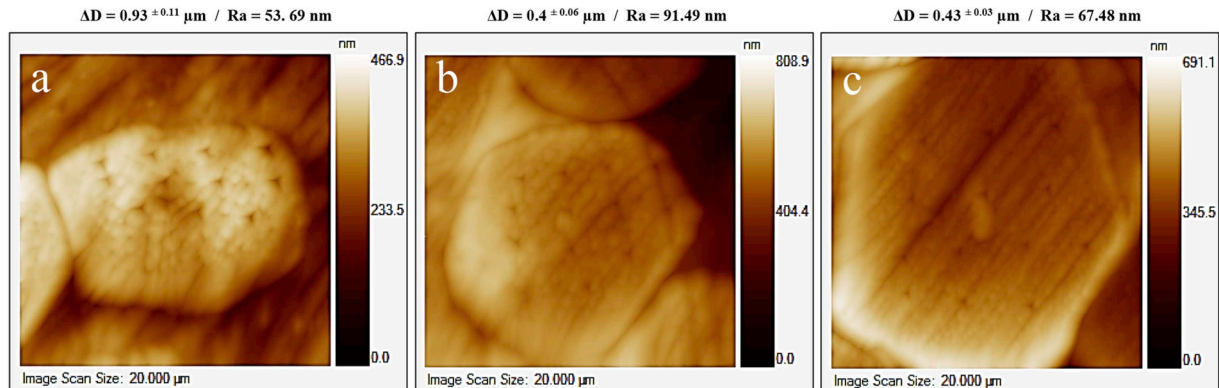 ΔD = 0.93 ± 0.11 µm / Ra = 53. 69 nm
ΔD = 0.4 ± 0.06 µm / Ra = 91.49 nm
ΔD = 0.43 ± 0.03 µm / Ra = 67.48 nm
a
nm
466.9
233.5
0.0
Image Scan Size: 20.000 µm
b
nm
808.9
404.4
0.0
Image Scan Size: 20.000 µm
c
nm
691.1
345.5
0.0
Image Scan Size: 20.000 µm